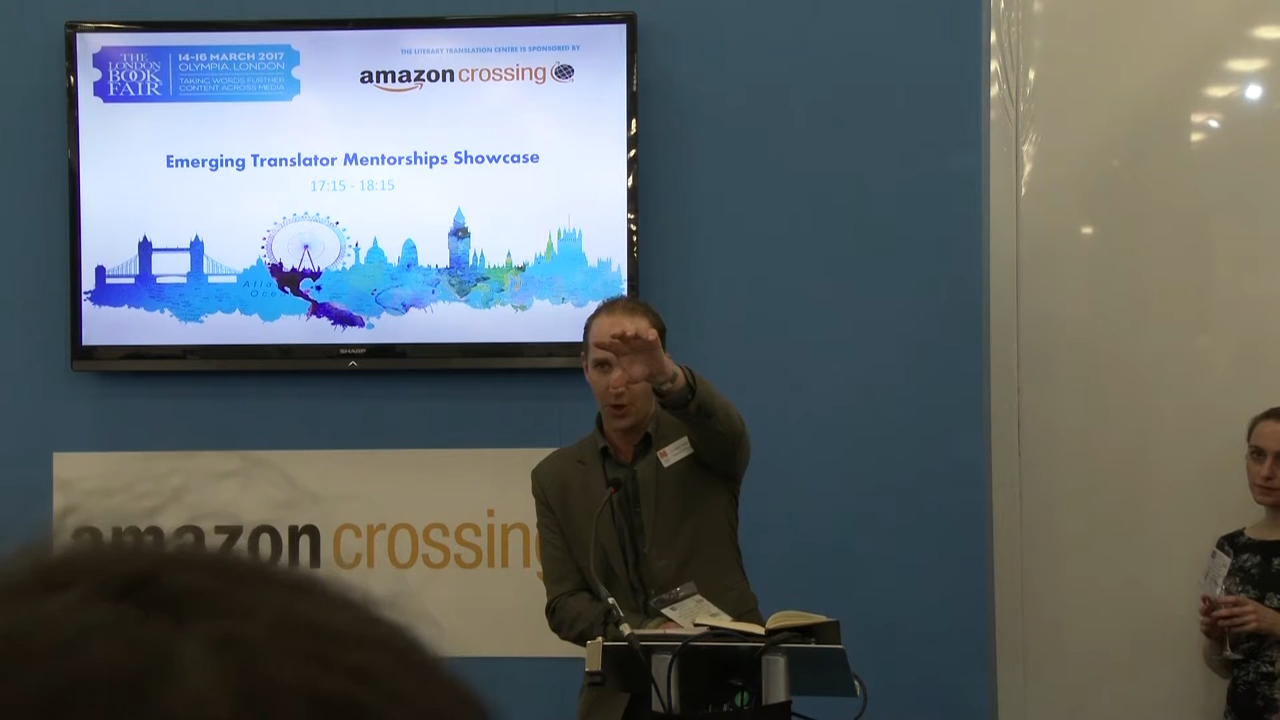 THE
LONDON
BOOK
FAIR
14-16 MARCH 2017
OLYMPIA, LONDON
TAKING WORDS FURTHER
CONTENT ACROSS MEDIA
THE LITERARY TRANSLATION CENTRE IS SPONSORED BY
amazon crossing
Emerging Translator Mentorships Showcase
17:15 - 18:15
SHARP
amazon crossing